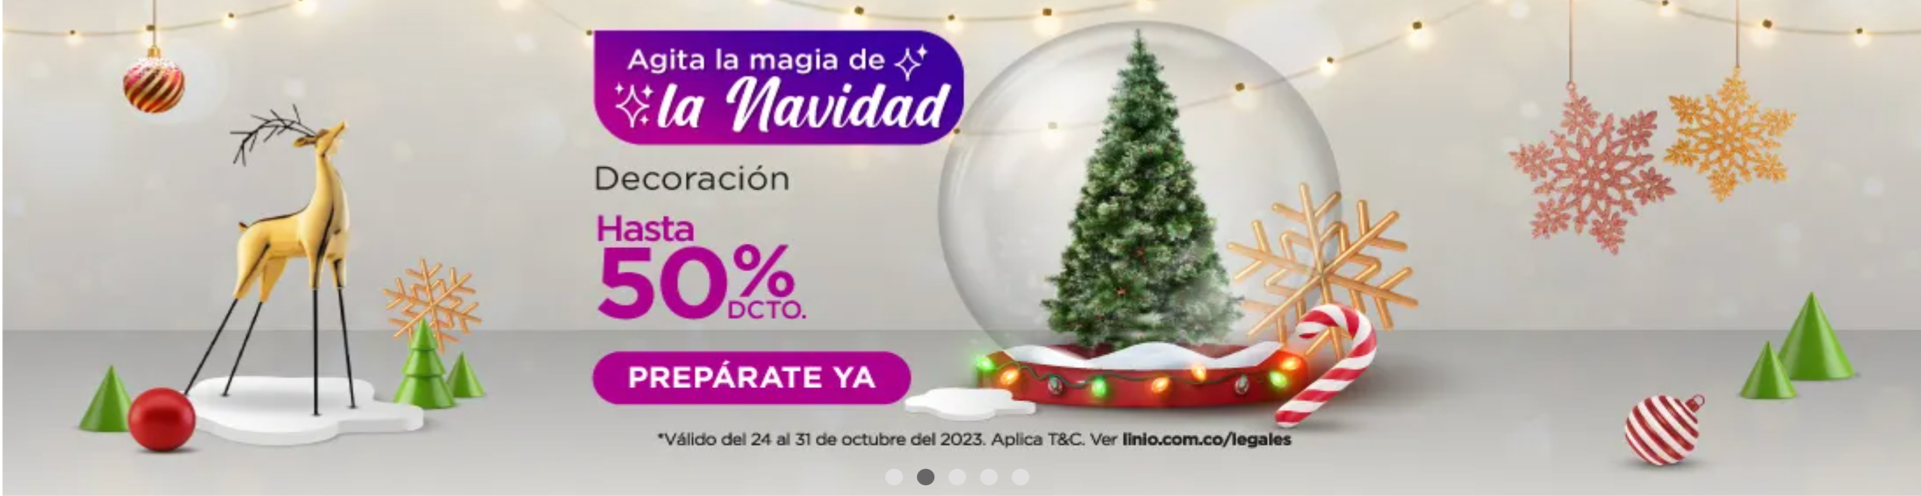 Agita la magia de
la Navidad
Decoración
Hasta
50%
DCTO.
PREPÁRATE YA
*Válido del 24 al 31 de octubre del 2023. Aplica T&C. Ver linio.com.co/legales